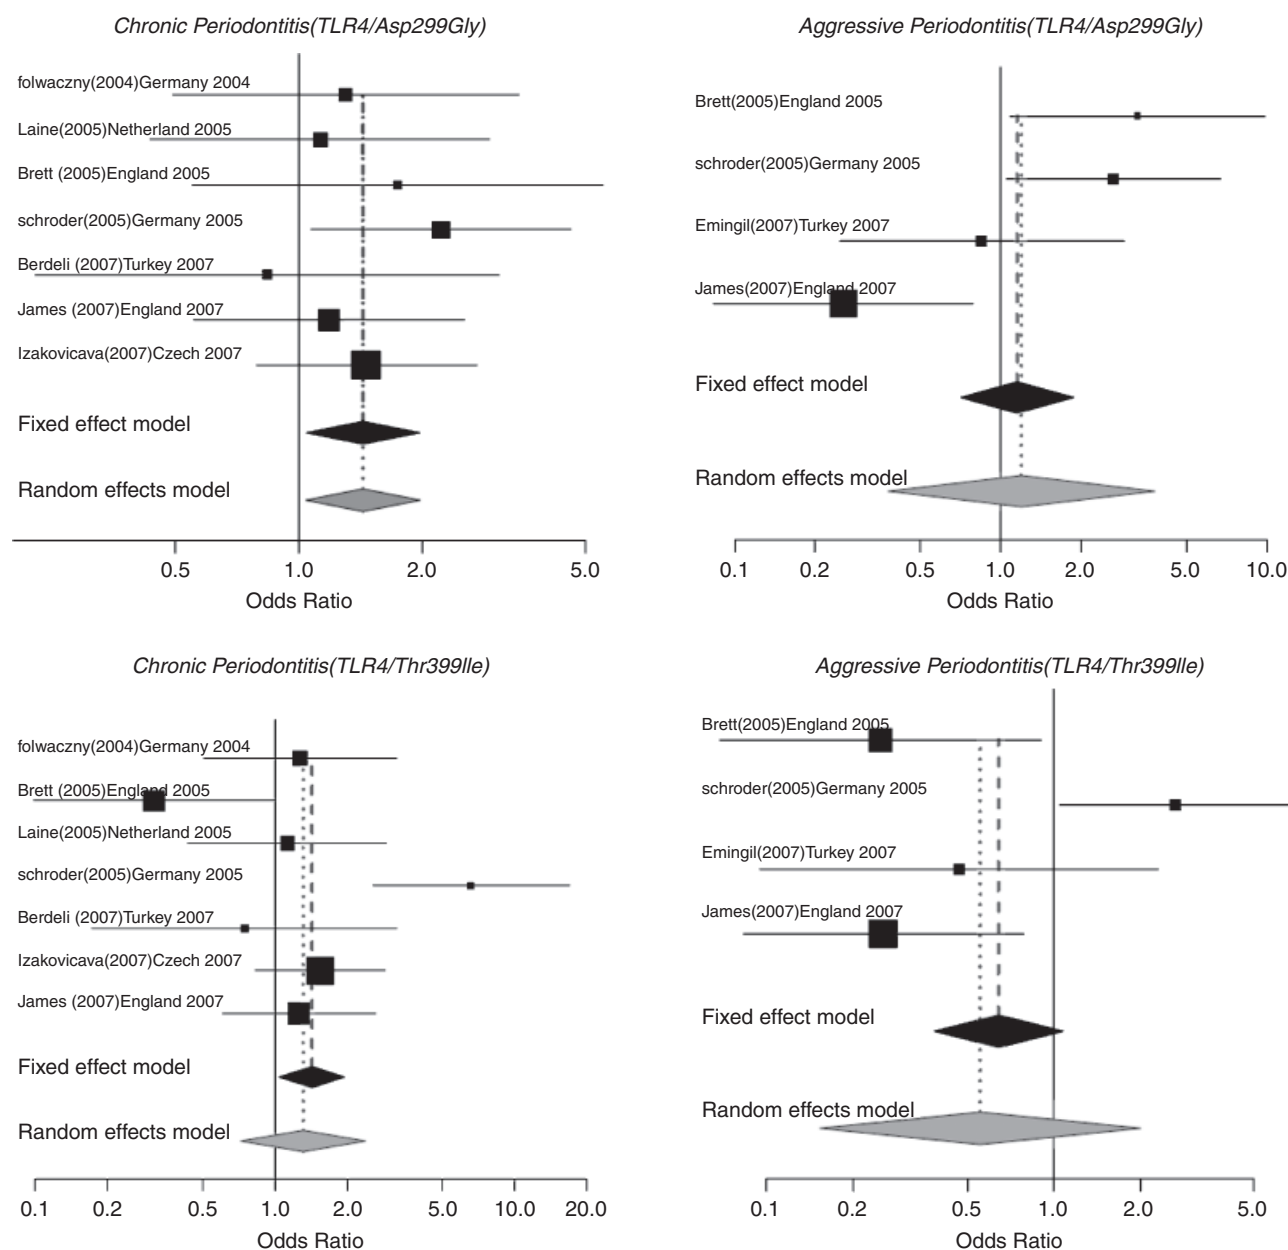 Chronic Periodontitis(TLR4/Asp299Gly)
folwaczny(2004)Germany 2004
Laine(2005)Netherland 2005
Brett (2005)England 2005
schroder(2005)Germany 2005
Berdeli (2007)Turkey 2007
James (2007)England 2007
Izakovicava(2007)Czech 2007
Fixed effect model
Random effects model
0.5 1.0 2.0 5.0
Odds Ratio
Aggressive Periodontitis(TLR4/Asp299Gly)
Brett(2005)England 2005
schroder(2005)Germany 2005
Emingil(2007)Turkey 2007
James(2007)England 2007
Fixed effect model
Random effects model
0.1 0.2 0.5 1.0 2.0 5.0 10.0
Odds Ratio
Chronic Periodontitis(TLR4/Thr399lle)
folwaczny(2004)Germany 2004
Brett (2005)England 2005
Laine(2005)Netherland 2005
schroder(2005)Germany 2005
Berdeli (2007)Turkey 2007
Izakovicava(2007)Czech 2007
James (2007)England 2007
Fixed effect model
Random effects model
0.1 0.2 0.5 1.0 2.0 5.0 10.0 20.0
Odds Ratio
Aggressive Periodontitis(TLR4/Thr399lle)
Brett(2005)England 2005
schroder(2005)Germany 2005
Emingil(2007)Turkey 2007
James(2007)England 2007
Fixed effect model
Random effects model
0.1 0.2 0.5 1.0 2.0 5.0
Odds Ratio